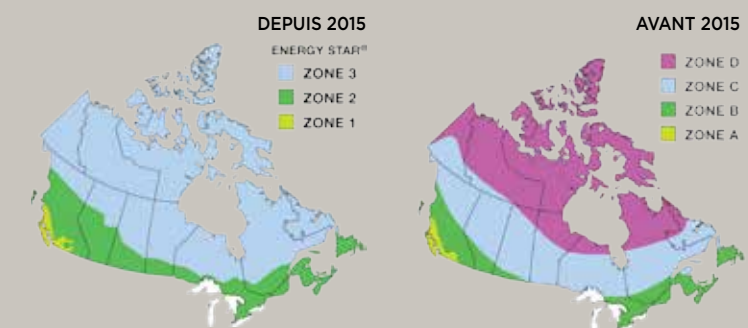 DEPUIS 2015
ENERGY STAR®
ZONE 3
ZONE 2
ZONE 1
AVANT 2015
ZONE D
ZONE C
ZONE B
ZONE A